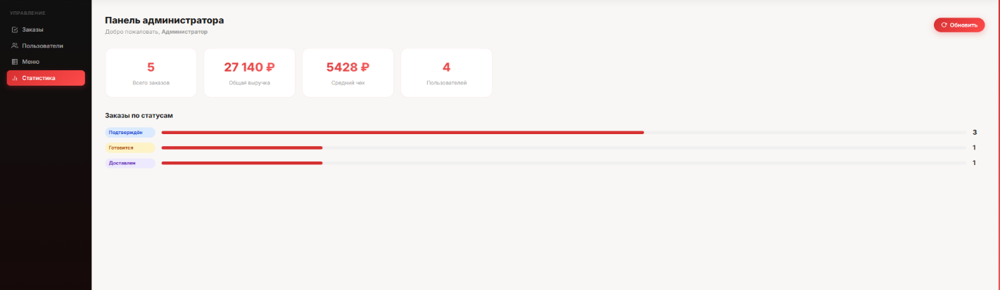 УПРАВЛЕНИЕ
Заказы
Пользователи
Меню
Статистика
Панель администратора
Добро пожаловать, Администратор
Обновить
5
Всего заказов
27 140 ₽
Общая выручка
5428 ₽
Средний чек
4
Пользователей
Заказы по статусам
Подтверждён 3
Готовится 1
Доставлен 1